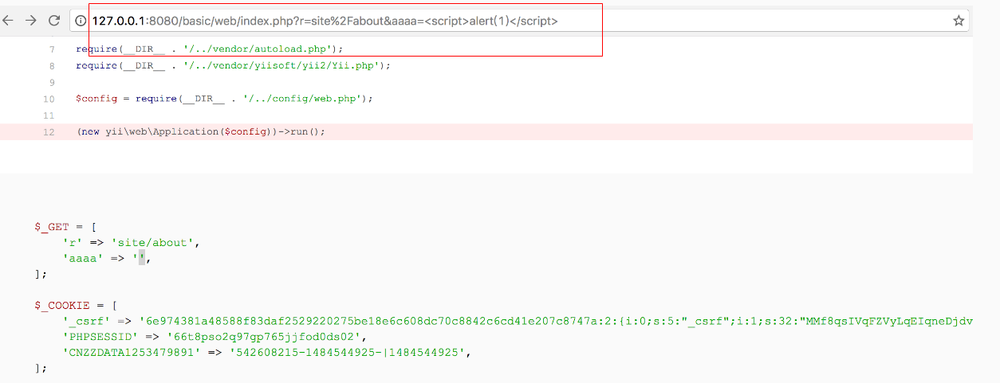 127.0.0.1:8080/basic/web/index.php?r=site%2Fabout&aaaa=<script>alert(1)</script>
7 require(__DIR__ . '/../vendor/autoload.php');
8 require(__DIR__ . '/../vendor/yiisoft/yii2/Yii.php');
9
10 $config = require(__DIR__ . '/../config/web.php');
11
12 (new yii\web\Application($config))->run();
$_GET = [
'r' => 'site/about',
'aaaa' => '',
];
$_COOKIE = [
'_csrf' => '6e974381a48588f83daf2529220275be18e6c608dc70c8842c6cd41e207c8747a:2:{i:0;s:5:"_csrf";i:1;s:32:"MMf8qsIVqFZVyLqEIqneDjdv
'PHPSESSID' => '66t8pso2q97gp765jjfod0ds02',
'CNZZDATA1253479891' => '542608215-1484544925-|1484544925',
];